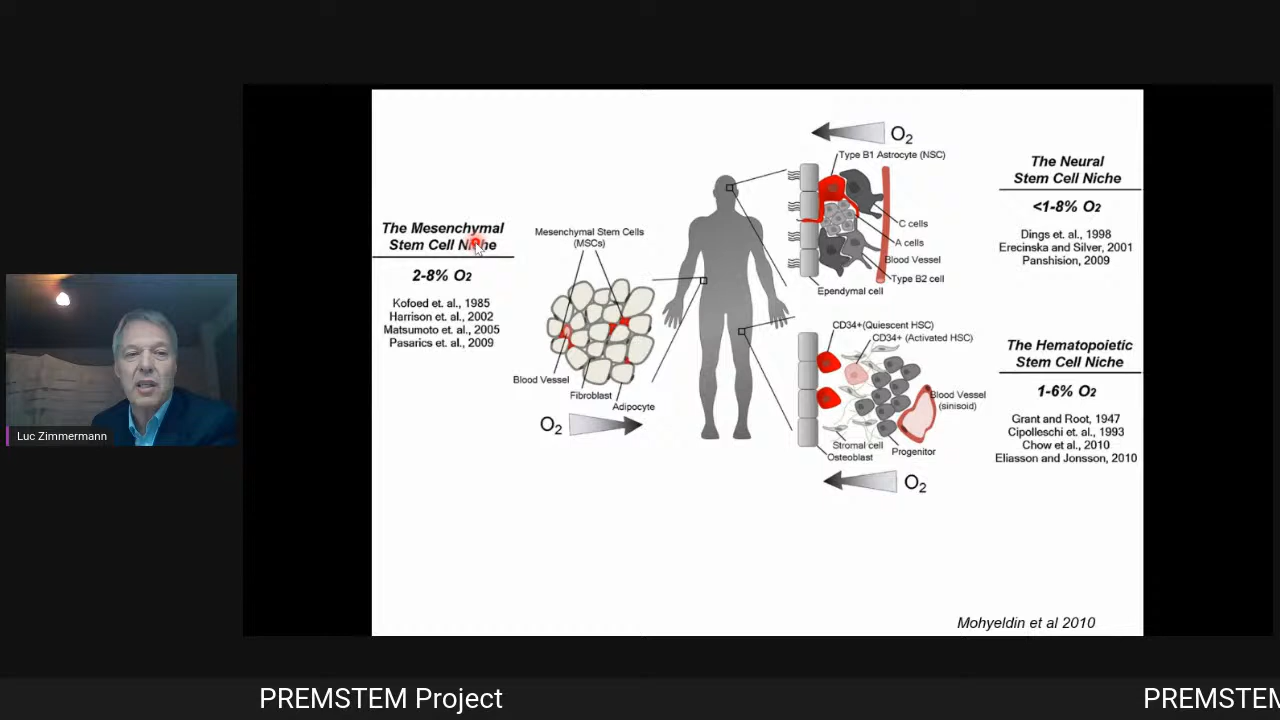 The Mesenchymal
Stem Cell Niche
2-8% O2
Kofoed et. al., 1985
Harrison et. al., 2002
Matsumoto et. al., 2005
Pasarics et. al., 2009
Mesenchymal Stem Cells
(MSCs)
Blood Vessel
Fibroblast
Adipocyte
O2
O2
Type B1 Astrocyte (NSC)
C cells
A cells
Blood Vessel
Type B2 cell
Ependymal cell
The Neural
Stem Cell Niche
<1-8% O2
Dings et. al., 1998
Erecinska and Silver, 2001
Panshision, 2009
CD34+(Quiescent HSC)
CD34+ (Activated HSC)
Blood Vessel
(sinisoid)
Stromal cell
Progenitor
Osteoblast
O2
The Hematopoietic
Stem Cell Niche
1-6% O2
Grant and Root, 1947
Cipolleschi et. al., 1993
Chow et al., 2010
Eliasson and Jonsson, 2010
Mohyeldin et al 2010
Luc Zimmermann
PREMSTEM Project
PREMSTEM